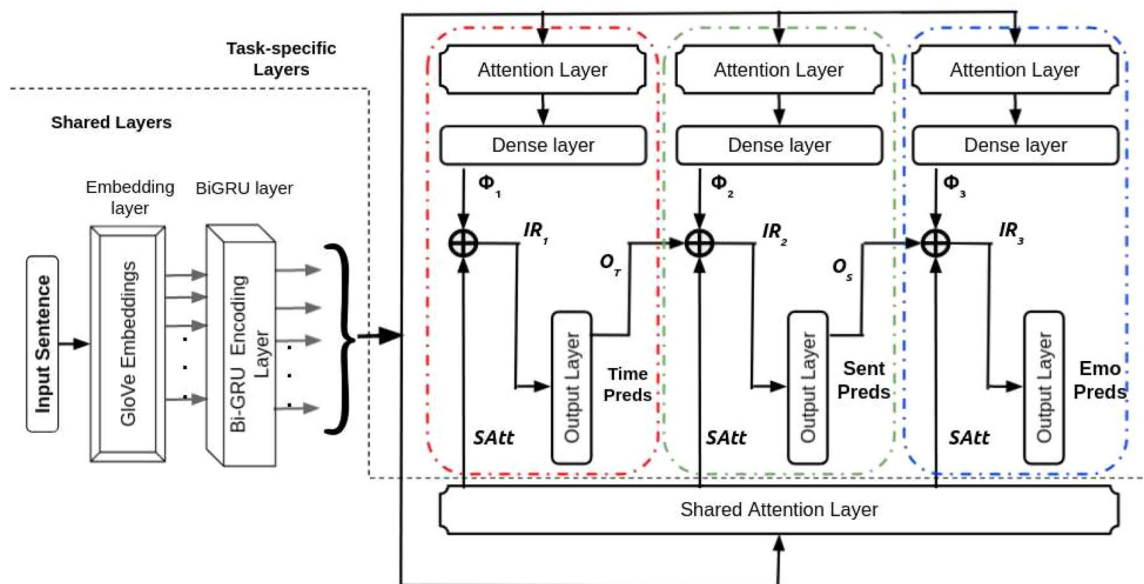 Task-specific
Layers
Shared Layers
Embedding
layer
BiGRU layer
Input Sentence
GloVe Embeddings
Bi-GRU Encoding
Layer
Attention Layer
Attention Layer
Attention Layer
Dense layer
Dense layer
Dense layer
Φ1
Φ2
Φ3
IR1
IR2
IR3
OT
OS
Output Layer
Time
Preds
Output Layer
Sent
Preds
Output Layer
Emo
Preds
SAtt
SAtt
SAtt
Shared Attention Layer